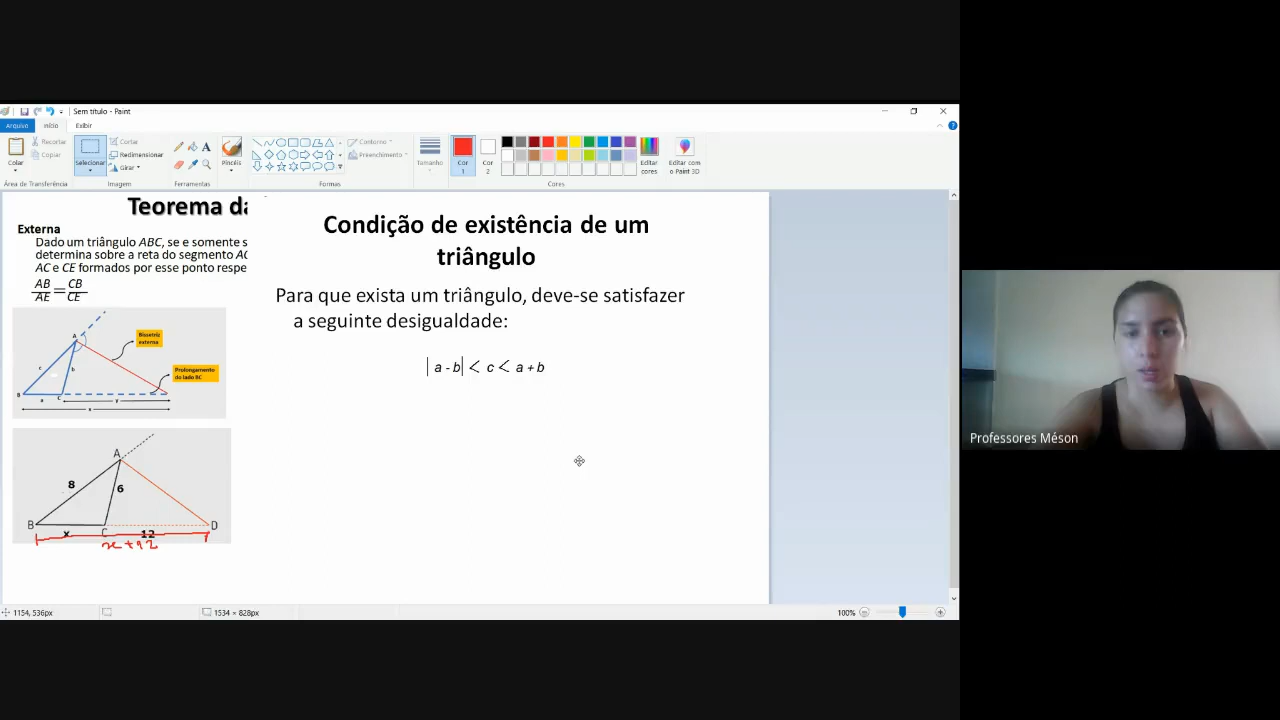 Sem título - Paint
Arquivo
Início
Exibir
Colar
Recortar
Copiar
Área de Transferência
Selecionar
Cortar
Redimensionar
Girar
Imagem
Ferramentas
Pincéis
Contorno
Preenchimento
Formas
Tamanho
Cor
1
Cor
2
Editar
cores
Editar com
o Paint 3D
Cores
Teorema da
Externa
Dado um triângulo ABC, se e somente s
determina sobre a reta do segmento
AC e CE formados por esse ponto respe
AB = CB
AE CE
A
Bissetriz
externa
c
b
Prolongamento
do lado BC
B
a
C
y
x
A
8
6
B
x
C
12
D
x + 12
Condição de existência de um
triângulo
Para que exista um triângulo, deve-se satisfazer
a seguinte desigualdade:
| a - b| < c < a + b
Professores Méson
1154, 536px
1534 × 828px
100%